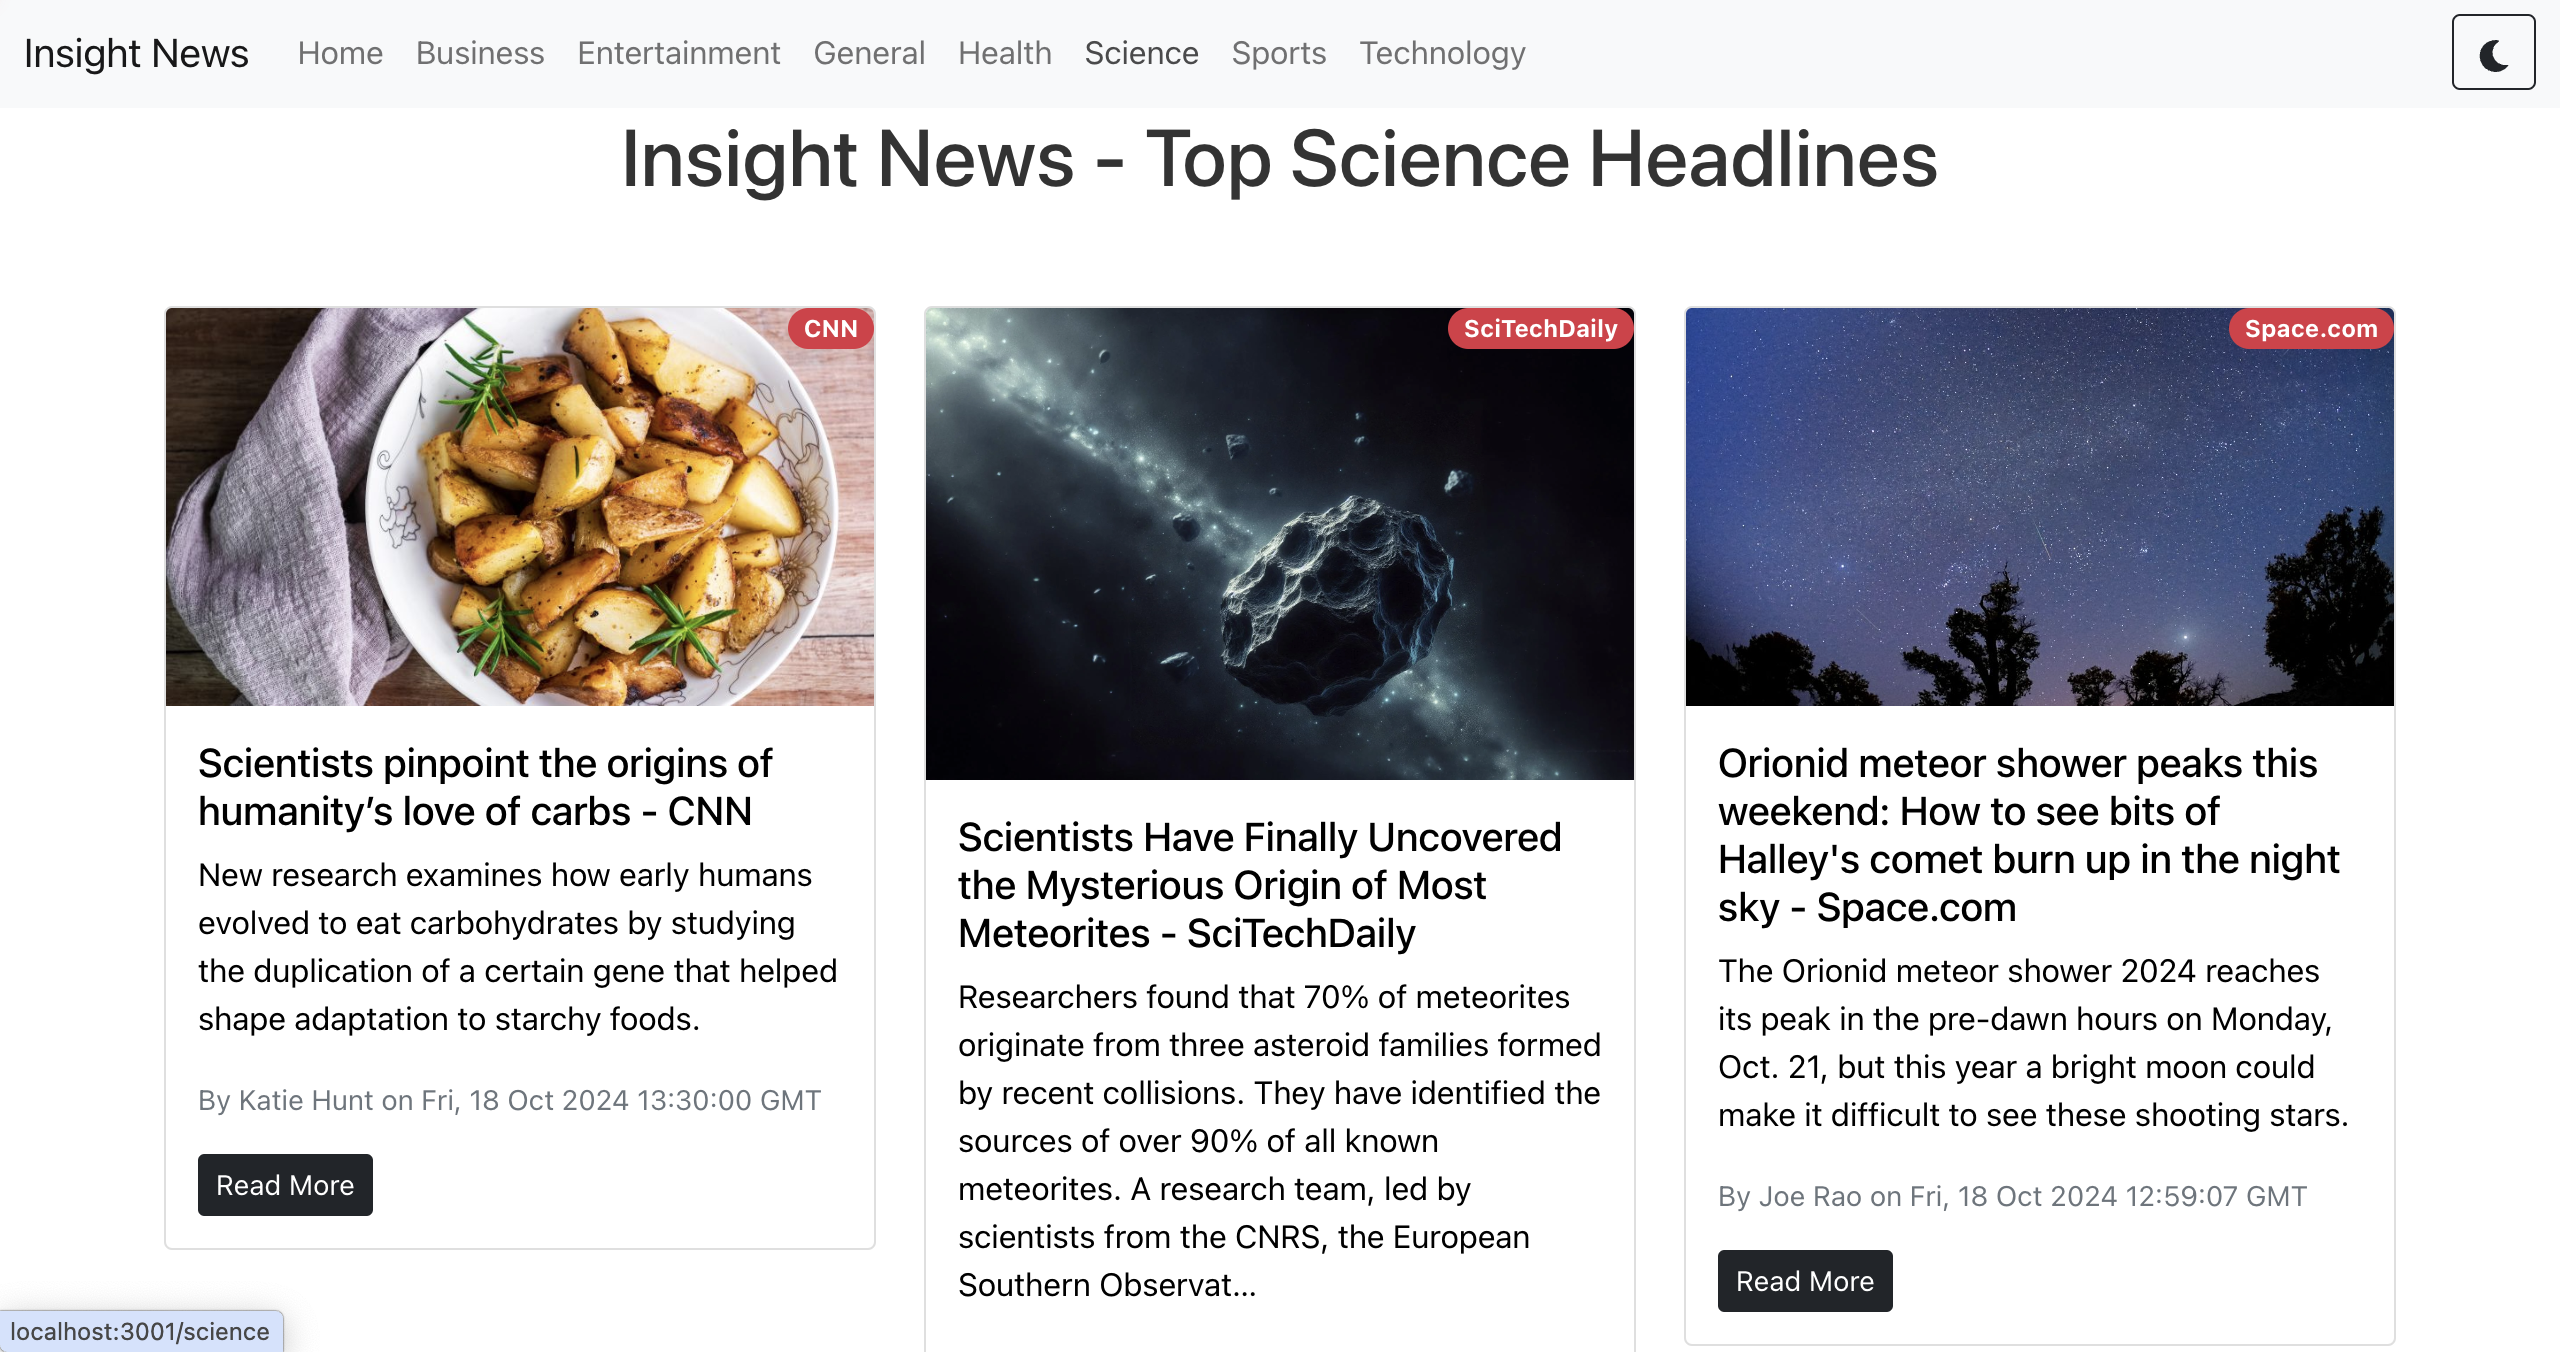 Insight News Home Business Entertainment General Health Science Sports Technology
Insight News - Top Science Headlines
CNN
Scientists pinpoint the origins of
humanity’s love of carbs - CNN
New research examines how early humans
evolved to eat carbohydrates by studying
the duplication of a certain gene that helped
shape adaptation to starchy foods.
By Katie Hunt on Fri, 18 Oct 2024 13:30:00 GMT
Read More
SciTechDaily
Scientists Have Finally Uncovered
the Mysterious Origin of Most
Meteorites - SciTechDaily
Researchers found that 70% of meteorites
originate from three asteroid families formed
by recent collisions. They have identified the
sources of over 90% of all known
meteorites. A research team, led by
scientists from the CNRS, the European
Southern Observat...
Space.com
Orionid meteor shower peaks this
weekend: How to see bits of
Halley's comet burn up in the night
sky - Space.com
The Orionid meteor shower 2024 reaches
its peak in the pre-dawn hours on Monday,
Oct. 21, but this year a bright moon could
make it difficult to see these shooting stars.
By Joe Rao on Fri, 18 Oct 2024 12:59:07 GMT
Read More
localhost:3001/science